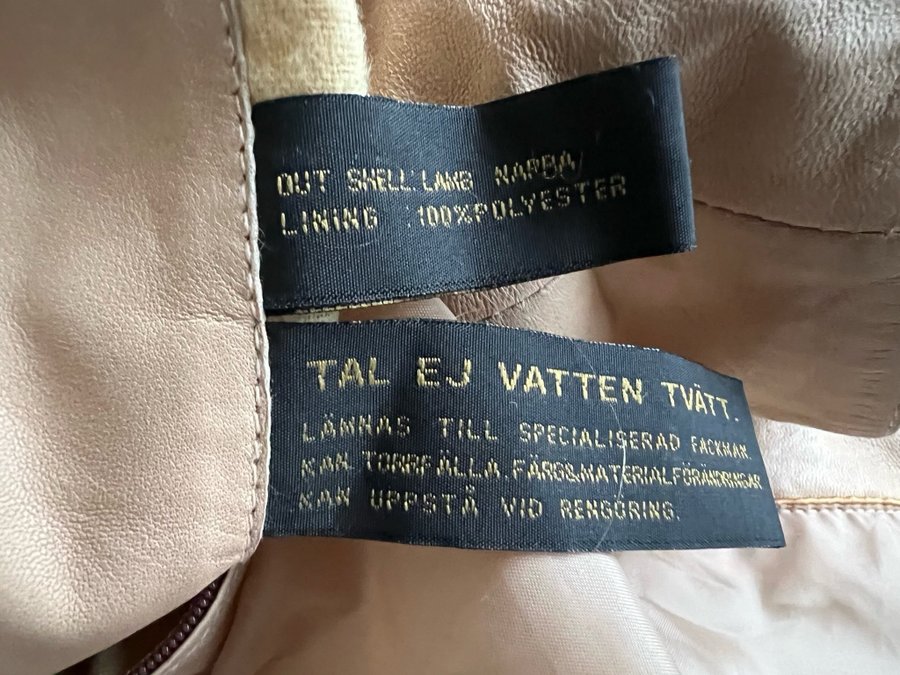 OUT SHELL: LAMB NAPPA
LINING :100%POLYESTER
TAL EJ VATTEN TVÄTT.
LÄMNAS TILL SPECIALISERAD FACKMAN.
KAN TORRFÄLLA.FÄRG&MATERIALFÖRÄNDRINGAR
KAN UPPSTÅ VID RENGÖRING.